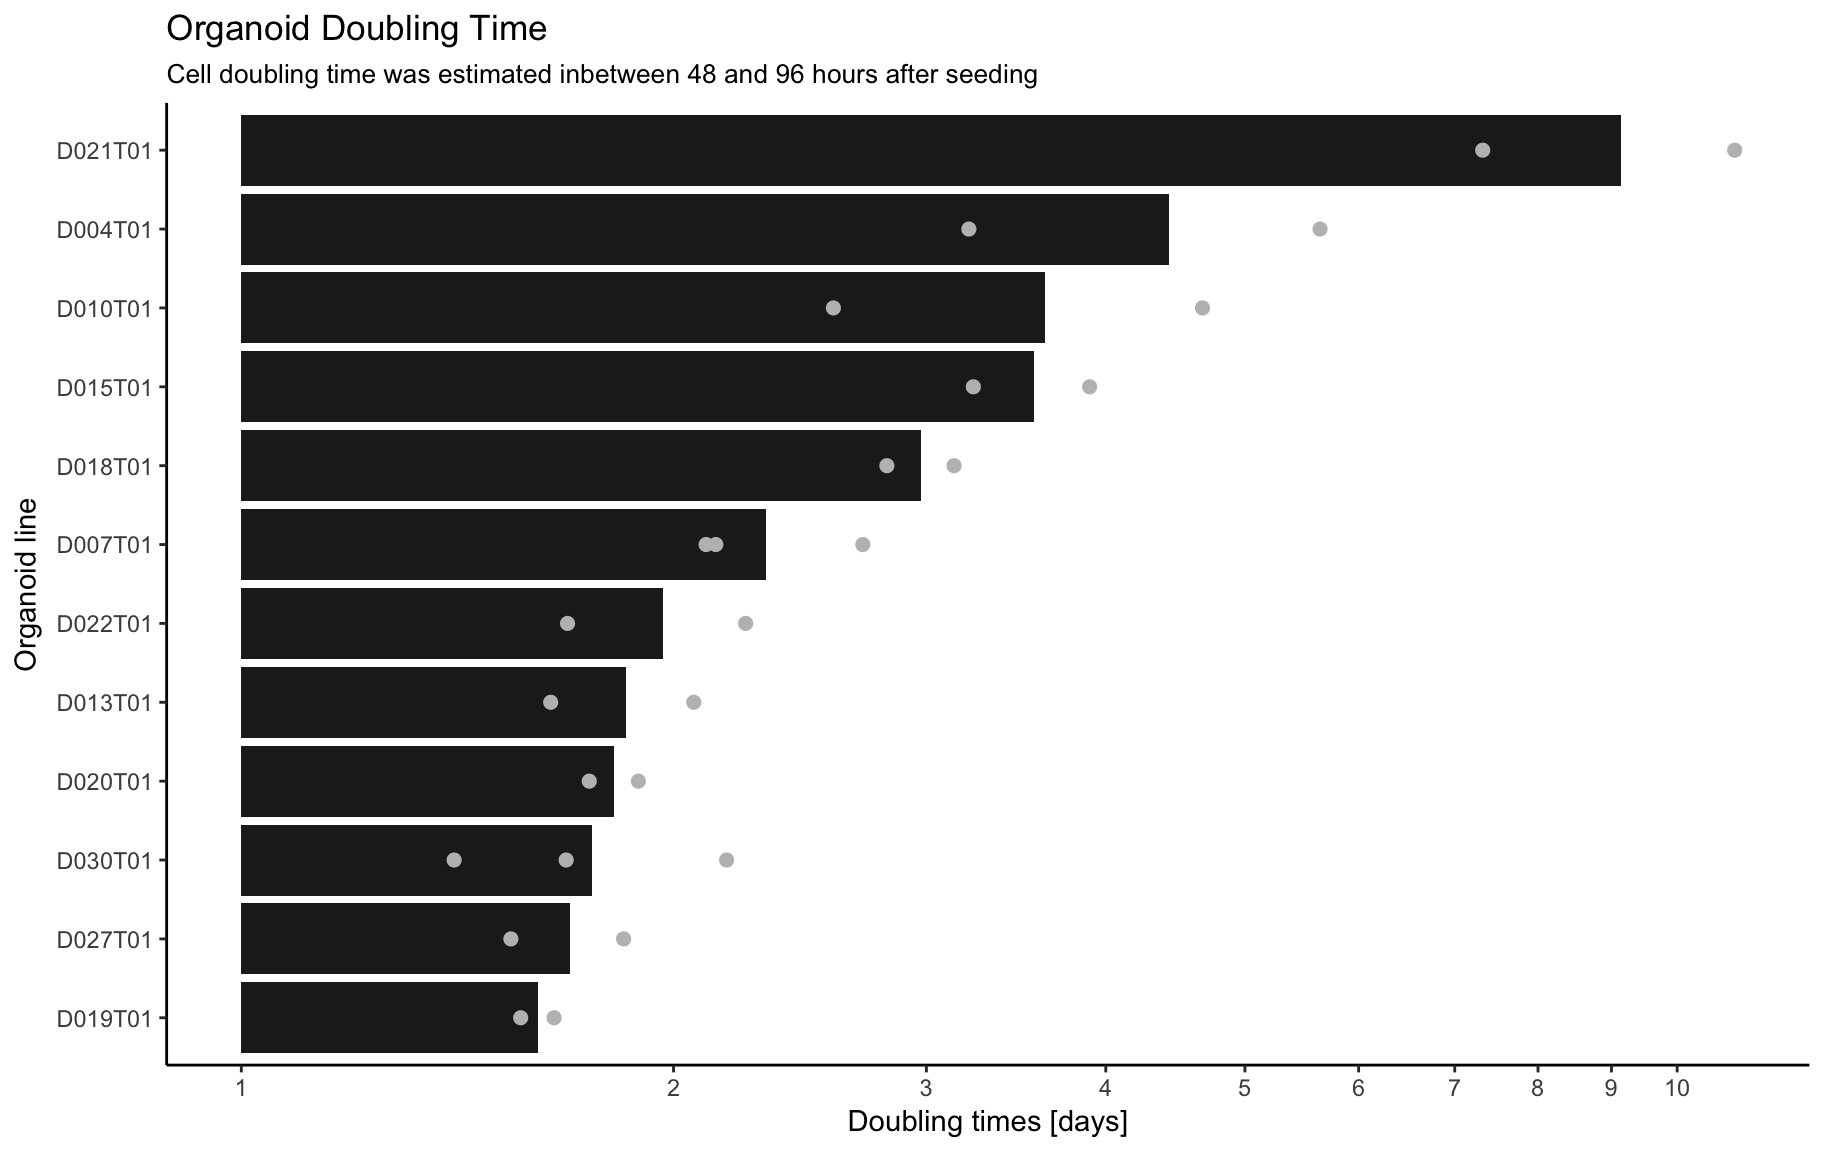 Organoid Doubling Time
Cell doubling time was estimated inbetween 48 and 96 hours after seeding
Organoid line
D021T01
D004T01
D010T01
D015T01
D018T01
D007T01
D022T01
D013T01
D020T01
D030T01
D027T01
D019T01
1 2 3 4 5 6 7 8 9 10
Doubling times [days]